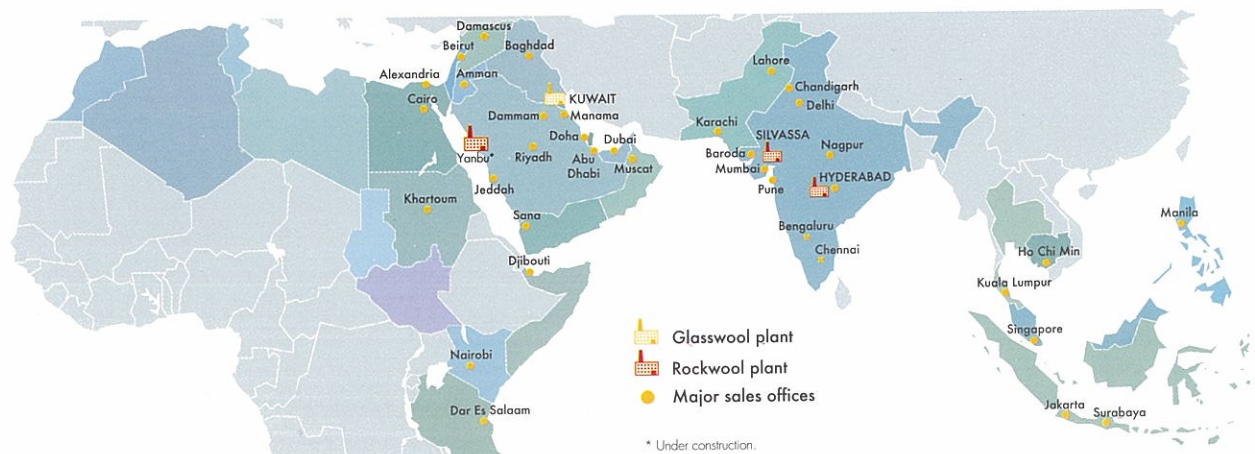 Damascus
Beirut
Baghdad
Alexandria
Amman
Cairo
KUWAIT
Dammam
Manama
Doha
Dubai
Yanbu*
Riyadh
Abu
Dhabi
Muscat
Jeddah
Khartoum
Sana
Djibouti
Nairobi
Dar Es Salaam
Lahore
Chandigarh
Delhi
Karachi
SILVASSA
Baroda
Nagpur
Mumbai
HYDERABAD
Pune
Bengaluru
Chennai
Manila
Ho Chi Min
Kuala Lumpur
Singapore
Jakarta
Surabaya
Glasswool plant
Rockwool plant
Major sales offices
* Under construction.